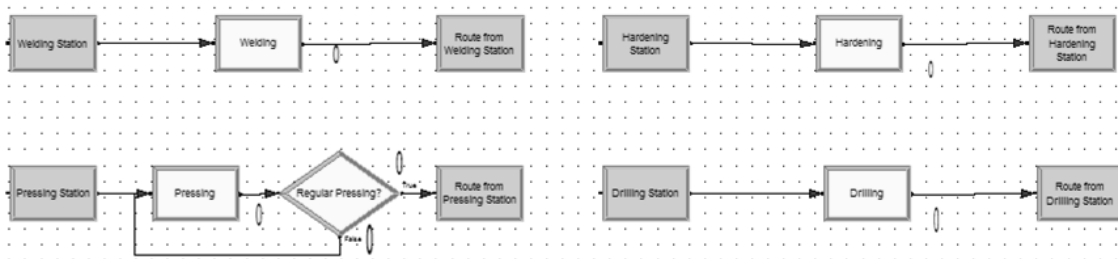 Welding Station
Welding
Route from
Welding Station
Hardening
Station
Hardening
Route from
Hardening
Station
Pressing Station
Pressing
Regular Pressing?
True
False
Route from
Pressing Station
Drilling Station
Drilling
Route from
Drilling Station